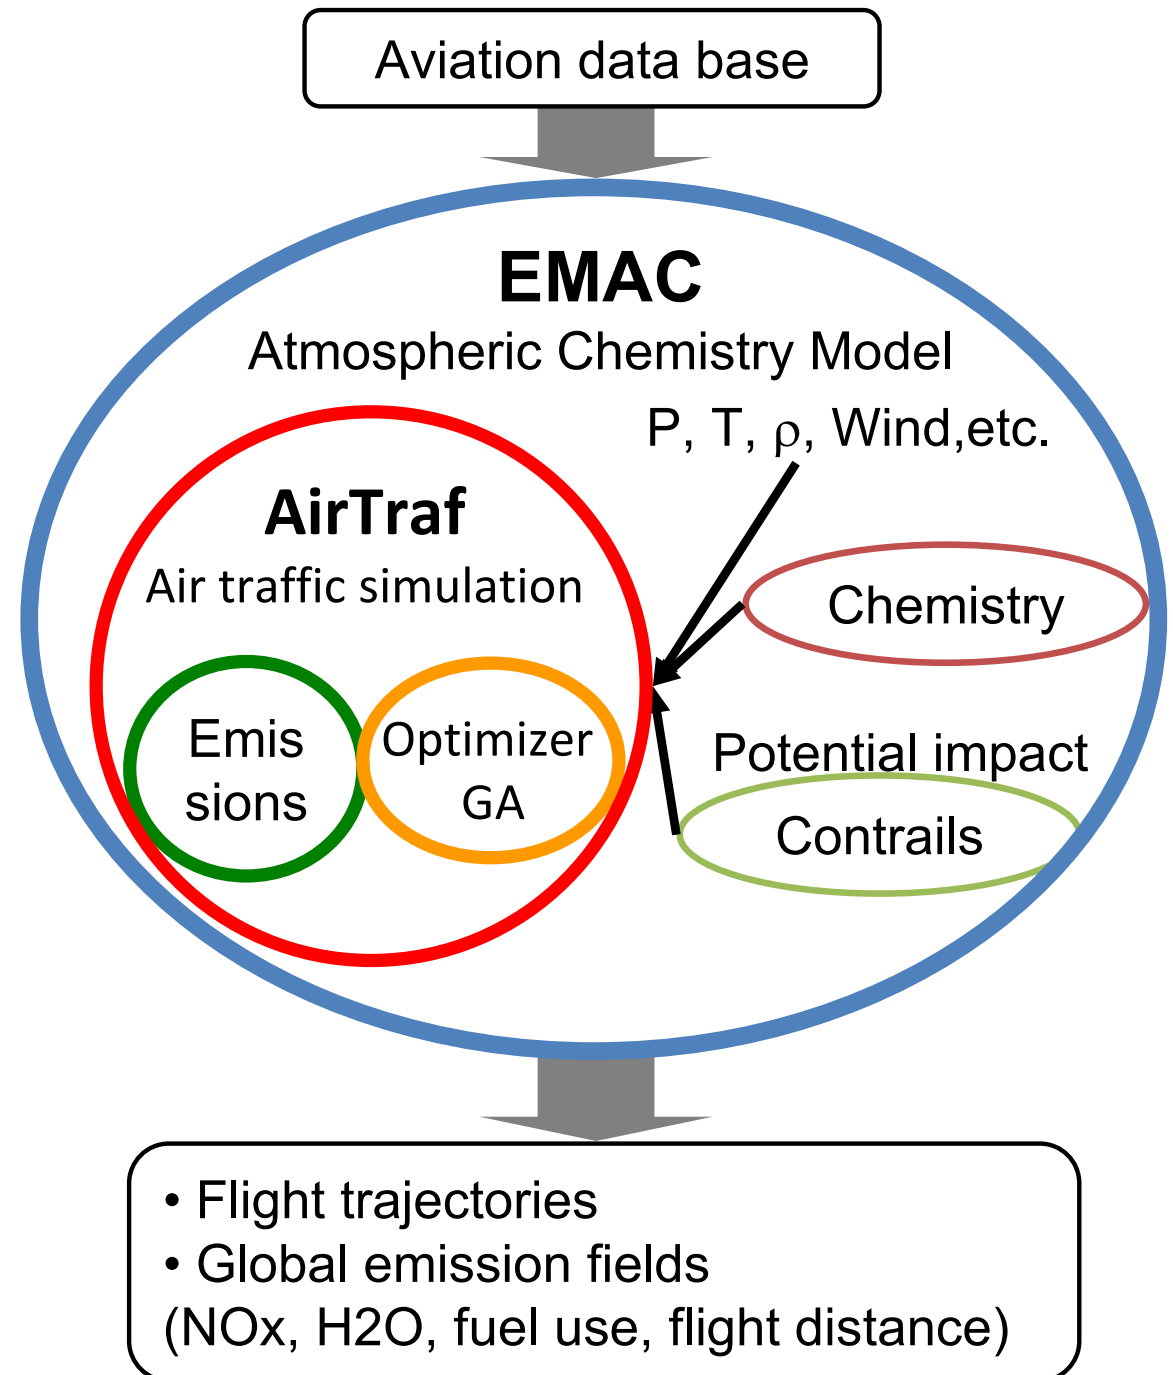 Aviation data base
EMAC
Atmospheric Chemistry Model
P, T, ρ, Wind,etc.
AirTraf
Air traffic simulation
Chemistry
Emis
sions
Optimizer
GA
Potential impact
Contrails
• Flight trajectories
• Global emission fields
(NOx, H2O, fuel use, flight distance)